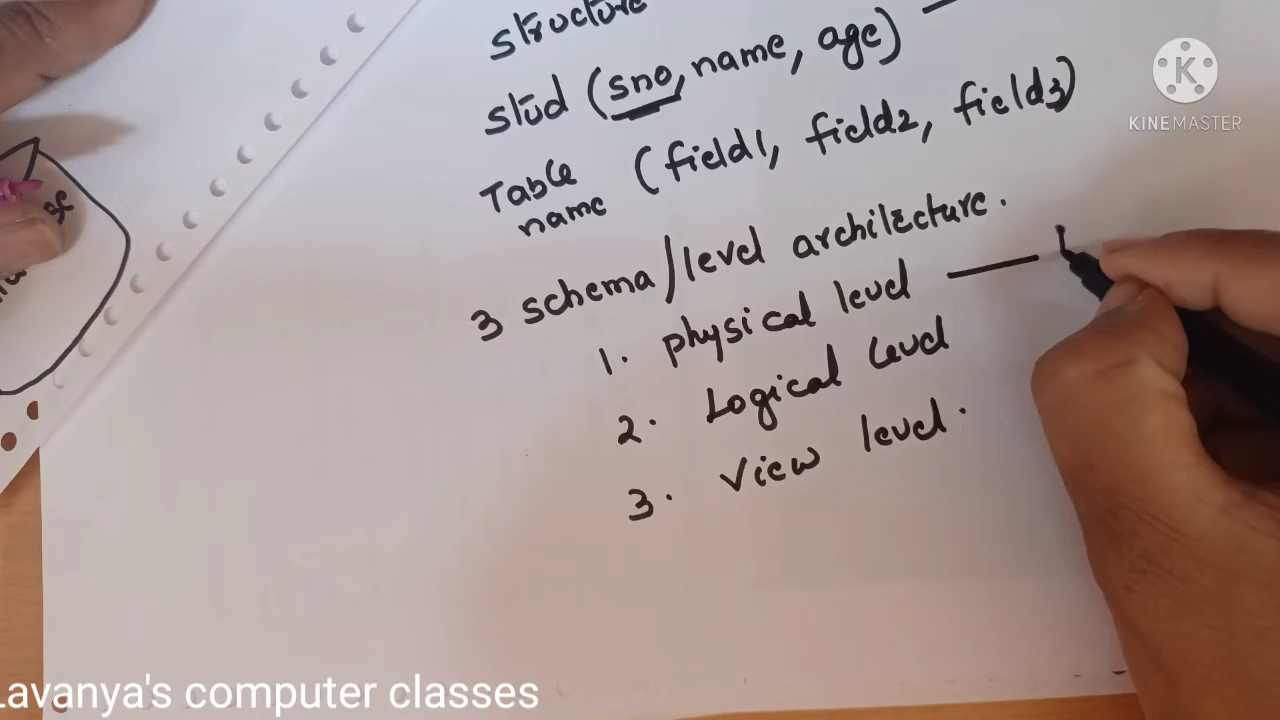 structure
stud (sno, name, age)
Table name (field1, field2, field3)
3 schema/level architecture.
1. physical level
2. Logical level
3. View level.
K
KINEMASTER
Lavanya's computer classes